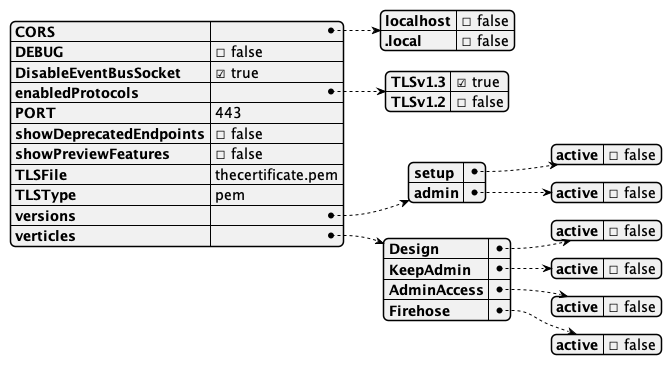 CORS
DEBUG ☐ false
DisableEventBusSocket ☑ true
enabledProtocols
PORT 443
showDeprecatedEndpoints ☐ false
showPreviewFeatures ☐ false
TLSFile thecertificate.pem
TLSType pem
versions
verticles
localhost ☐ false
.local ☐ false
TLSv1.3 ☑ true
TLSv1.2 ☐ false
setup
admin
active ☐ false
active ☐ false
Design
KeepAdmin
AdminAccess
Firehose
active ☐ false
active ☐ false
active ☐ false
active ☐ false